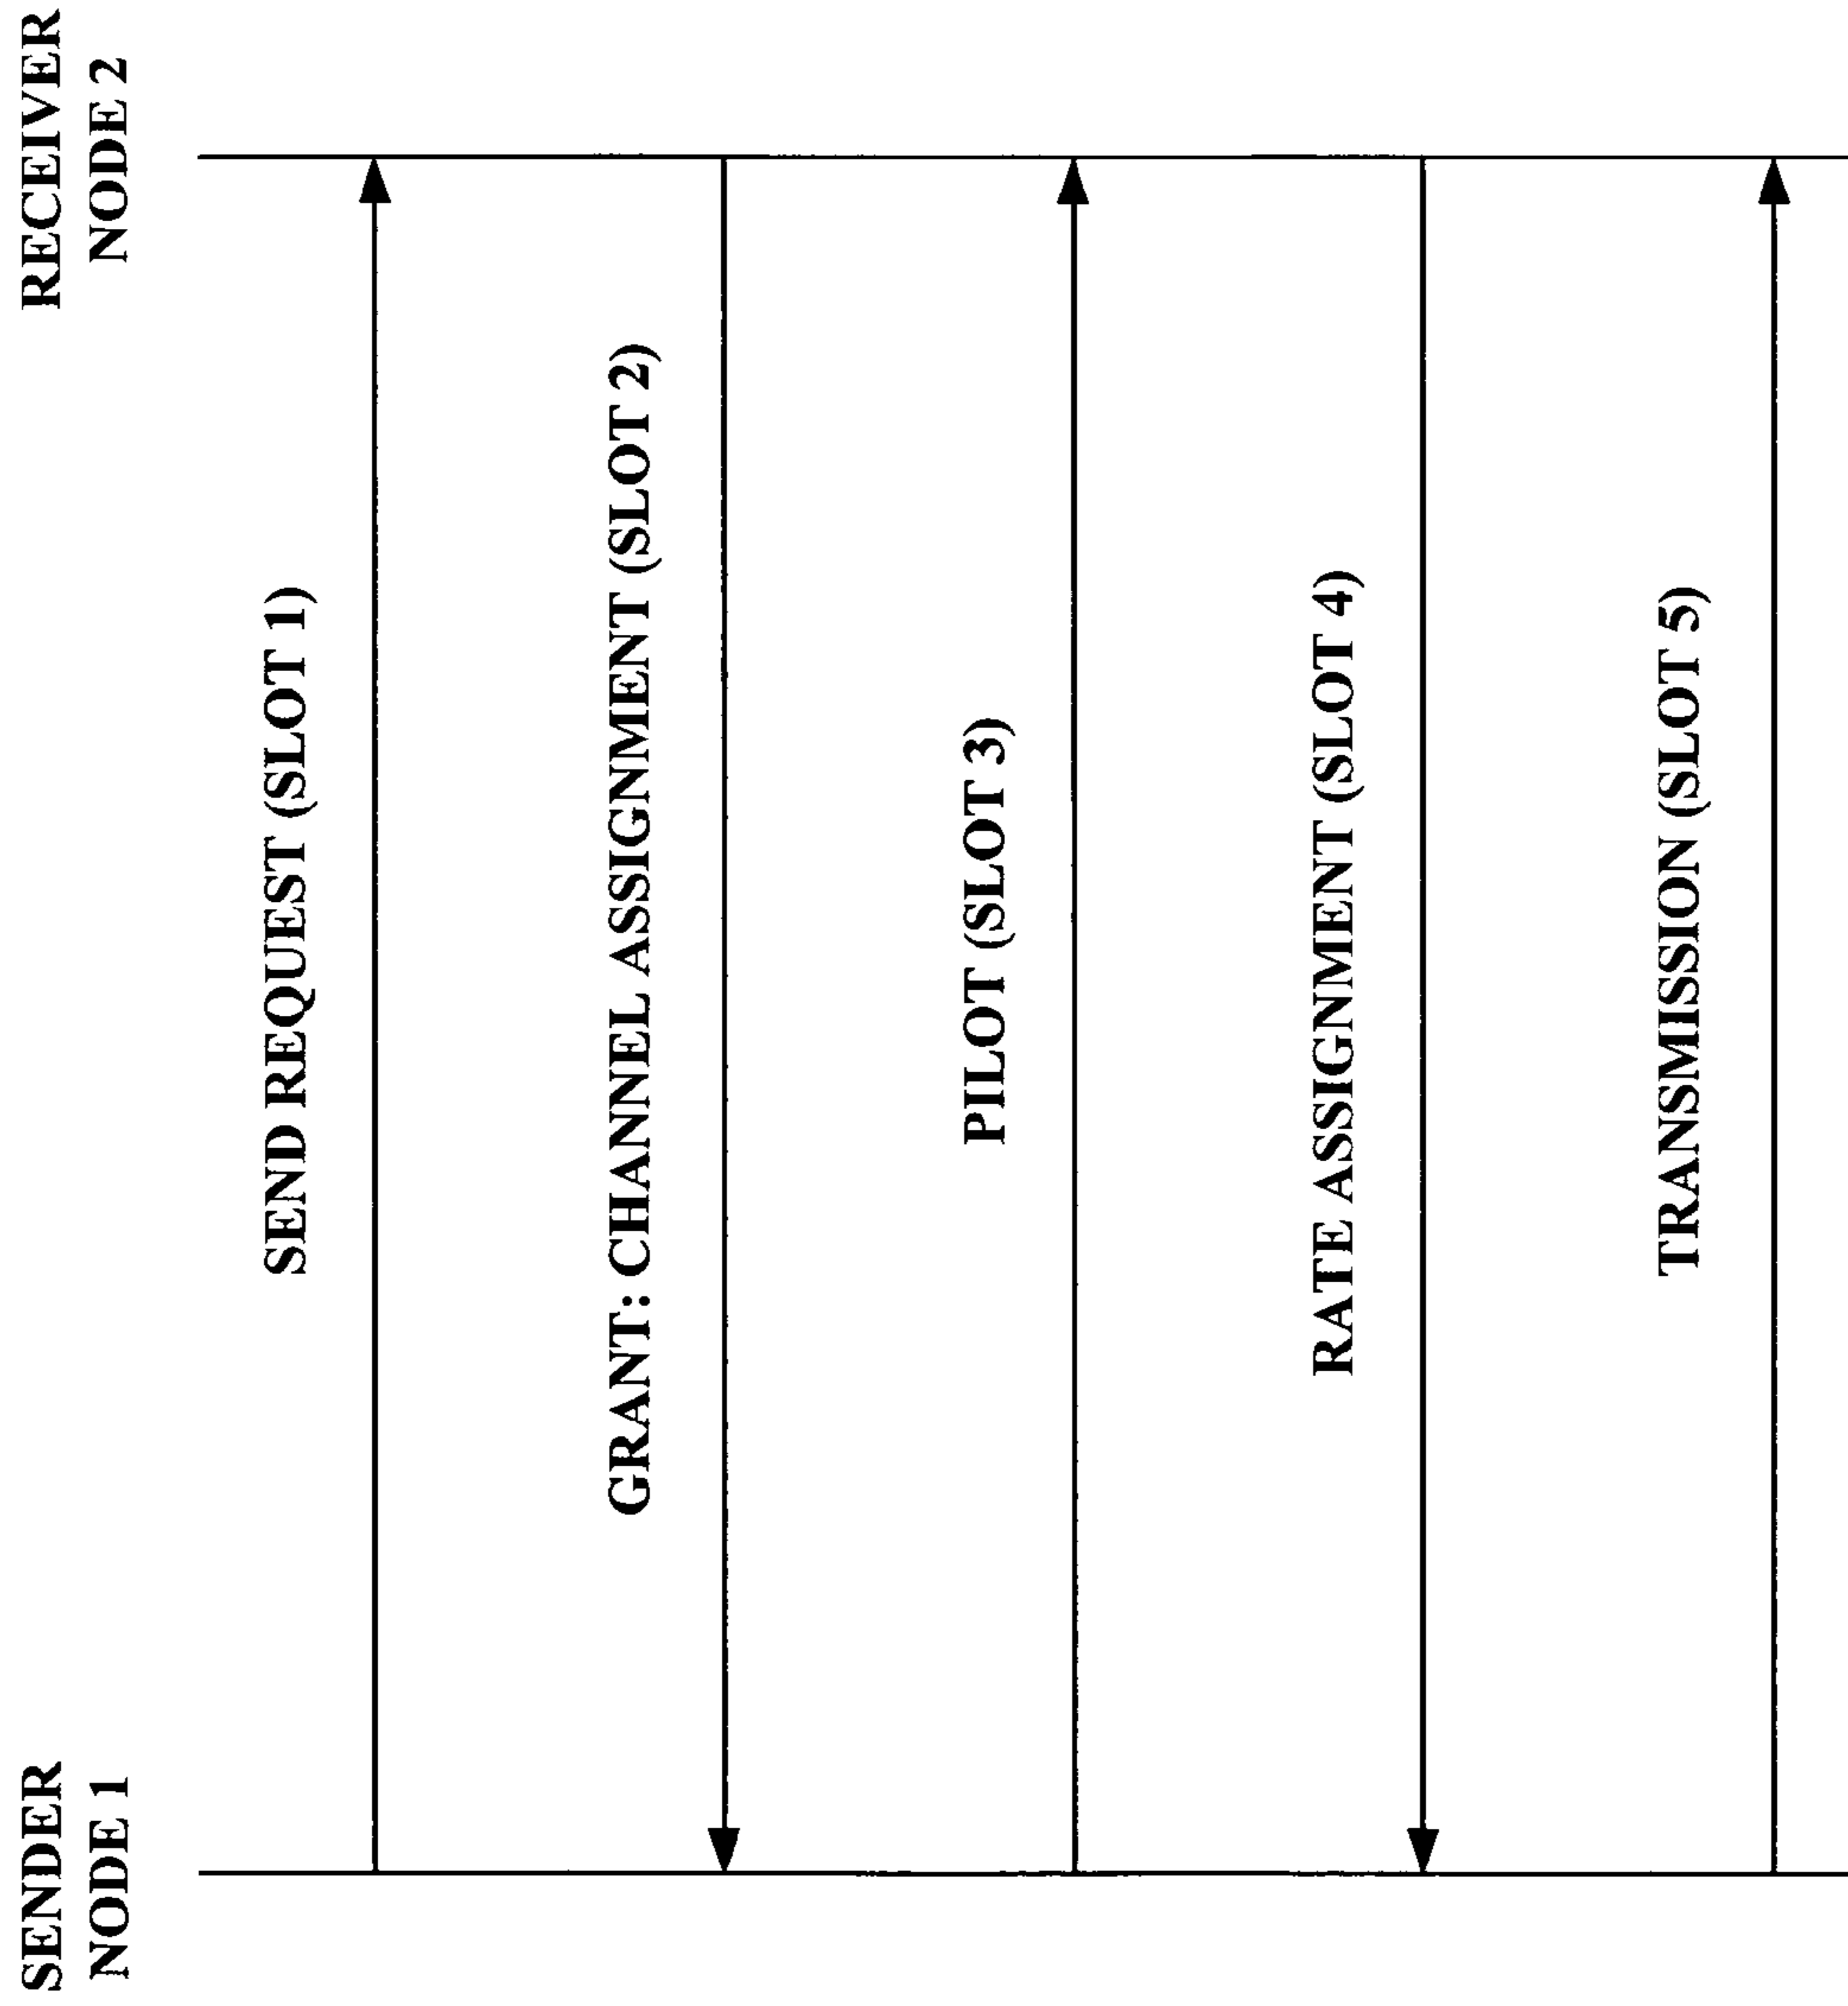 SENDER
NODE 1
RECEIVER
NODE 2
SEND REQUEST (SLOT 1)
GRANT: CHANNEL ASSIGNMENT (SLOT 2)
PILOT (SLOT 3)
RATE ASSIGNMENT (SLOT 4)
TRANSMISSION (SLOT 5)